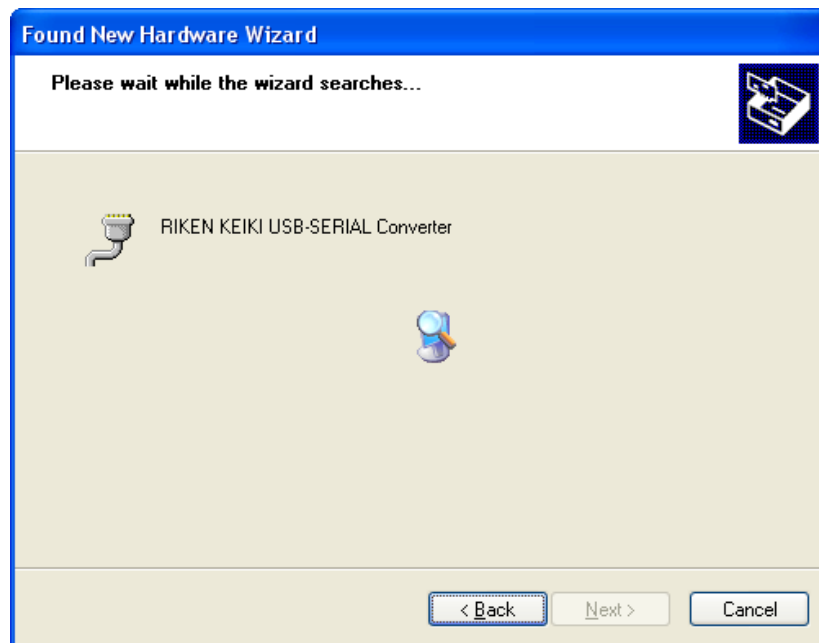 Found New Hardware Wizard
Please wait while the wizard searches...
RIKEN KEIKI USB-SERIAL Converter
< Back
Next >
Cancel